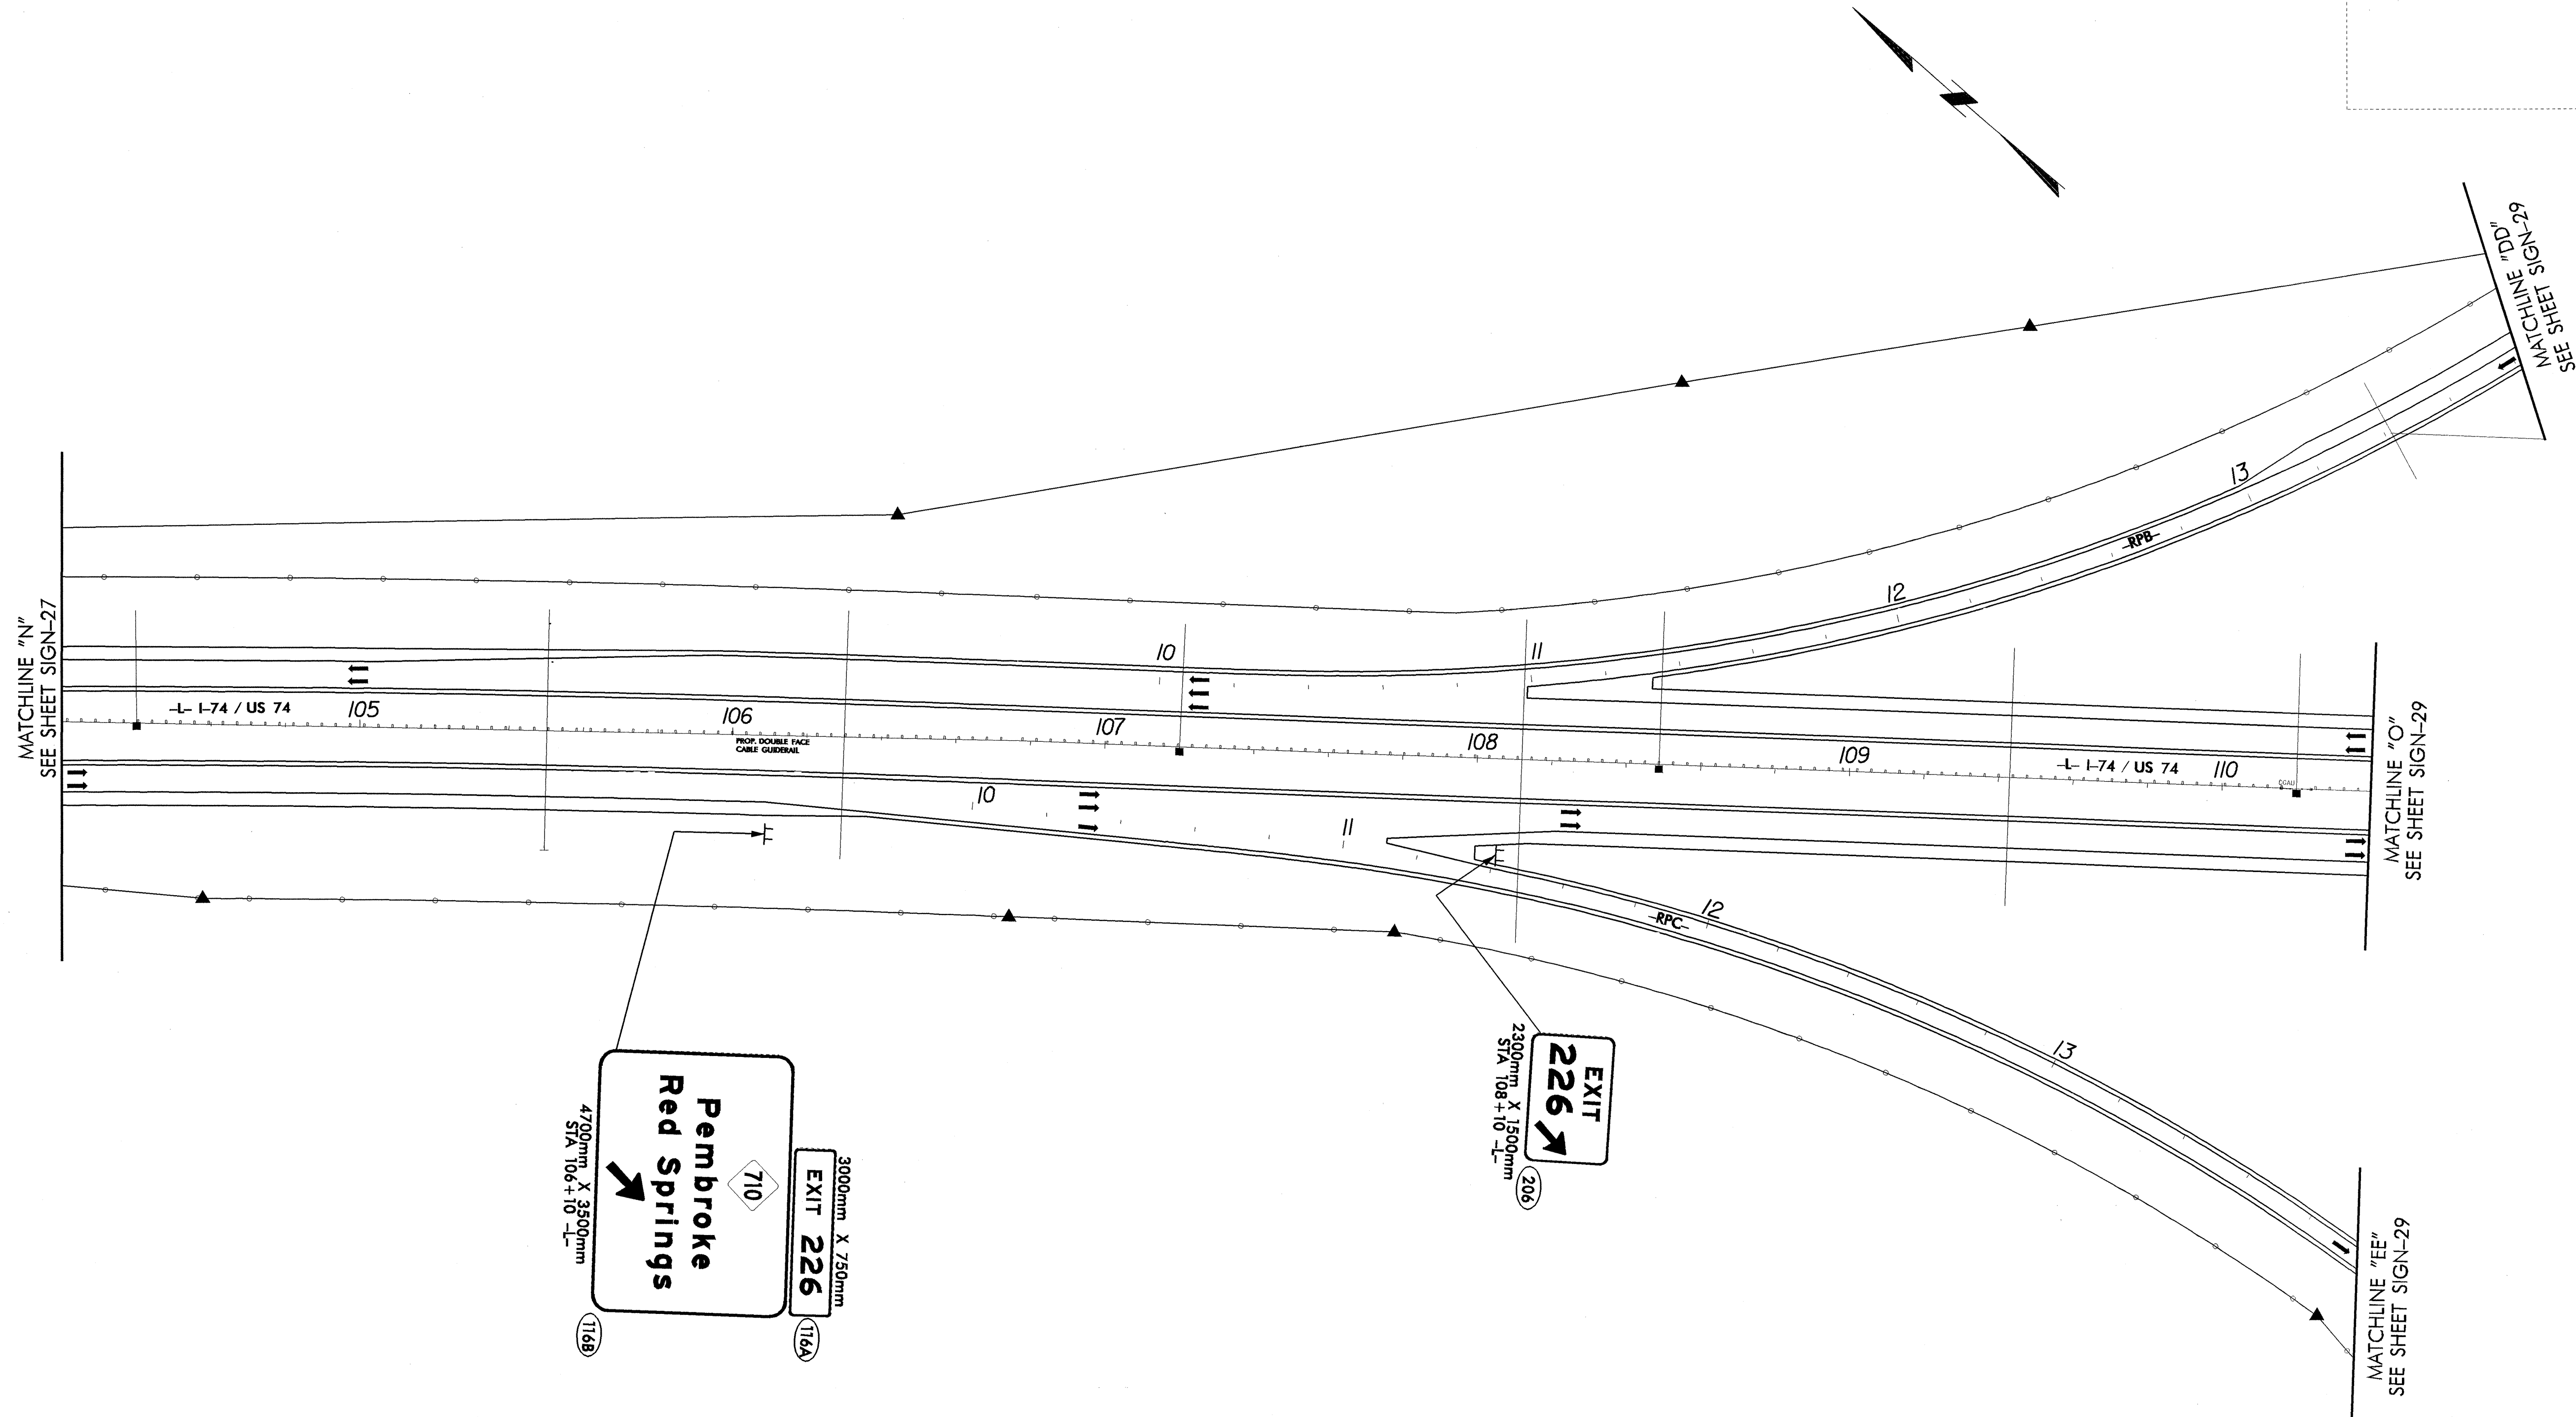 MATCHLINE "N"
SEE SHEET SIGN-27
-L- I-74 / US 74
105
106
PROP. DOUBLE FACE
CABLE GUIDERAIL
107
108
109
-L- I-74 / US 74
110
10
11
12
-RPB-
13
MATCHLINE "DD"
SEE SHEET SIGN-29
MATCHLINE "O"
SEE SHEET SIGN-29
10
11
12
-RPC-
13
MATCHLINE "EE"
SEE SHEET SIGN-29
3000mm X 750mm
EXIT 226
116A
710
Pembroke
Red Springs
4700mm X 3500mm
STA 106+10 -L-
116B
EXIT
226
2300mm X 1500mm
STA 108+10 -L-
206